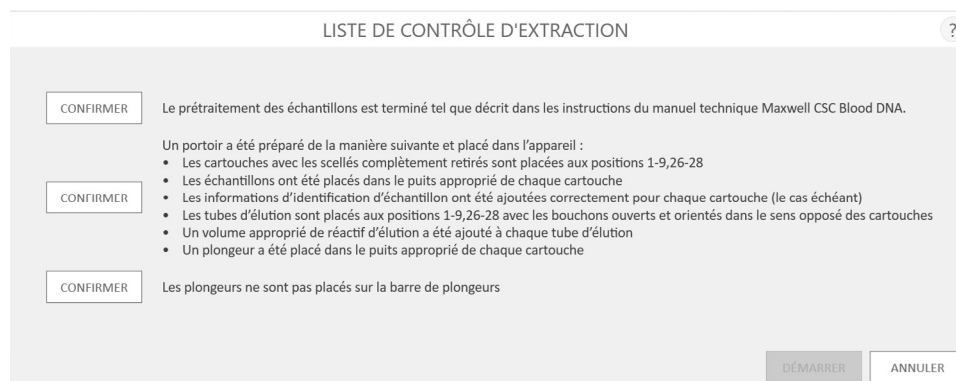 LISTE DE CONTRÔLE D'EXTRACTION
?
CONFIRMER
Le prétraitement des échantillons est terminé tel que décrit dans les instructions du manuel technique Maxwell CSC Blood DNA.
Un portoir a été préparé de la manière suivante et placé dans l'appareil :
• Les cartouches avec les scellés complètement retirés sont placées aux positions 1-9,26-28
• Les échantillons ont été placés dans le puits approprié de chaque cartouche
CONFIRMER
• Les informations d'identification d'échantillon ont été ajoutées correctement pour chaque cartouche (le cas échéant)
• Les tubes d'élution sont placés aux positions 1-9,26-28 avec les bouchons ouverts et orientés dans le sens opposé des cartouches
• Un volume approprié de réactif d'élution a été ajouté à chaque tube d'élution
• Un plongeur a été placé dans le puits approprié de chaque cartouche
CONFIRMER
Les plongeurs ne sont pas placés sur la barre de plongeurs
DÉMARRER
ANNULER